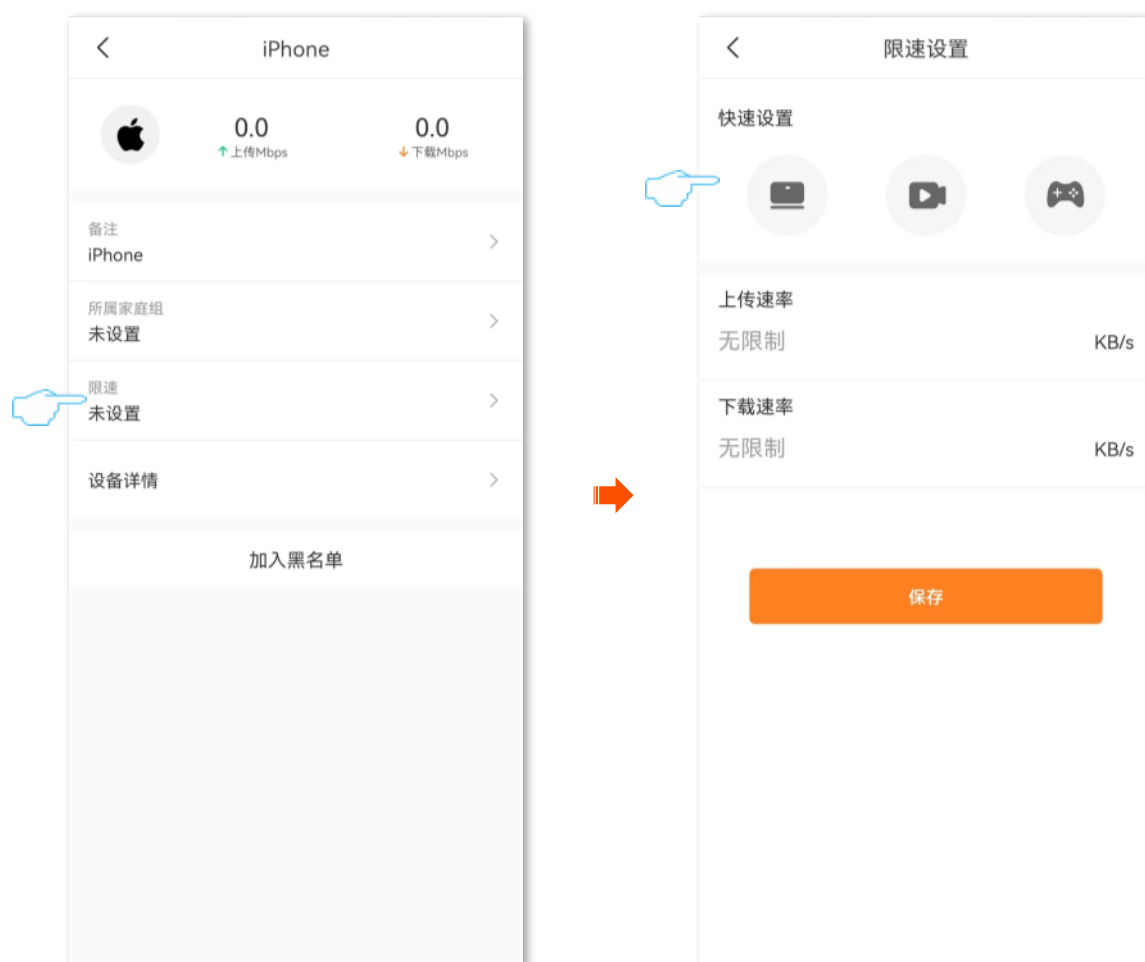 iPhone
0.0
0.0
↑上传Mbps
↓下载Mbps
备注
iPhone
所属家庭组
未设置
限速
未设置
设备详情
加入黑名单
限速设置
快速设置
上传速率
无限制
KB/s
下载速率
无限制
KB/s
保存